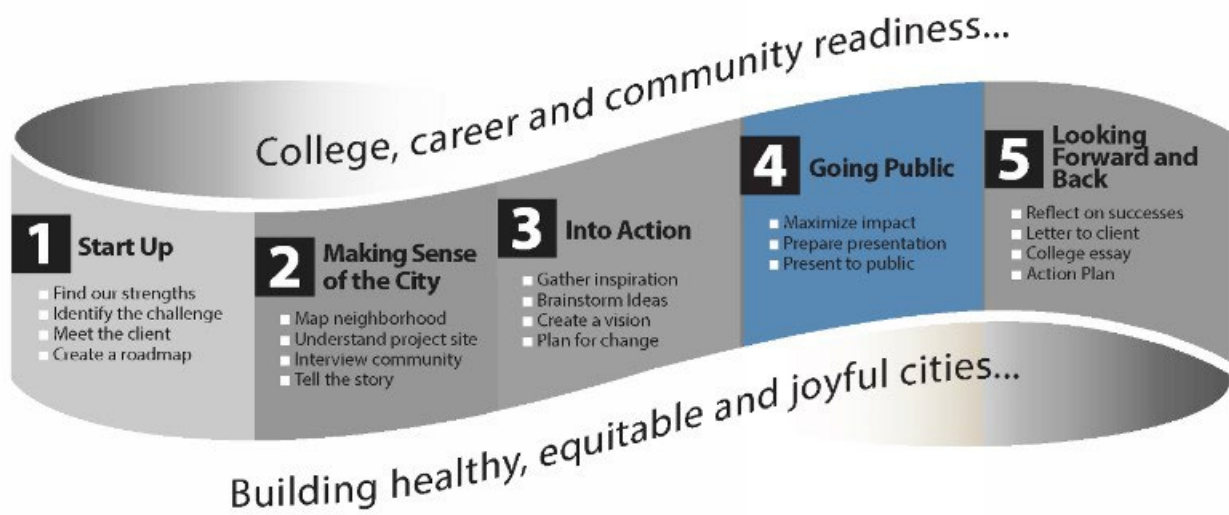 College, career and community readiness...
1
Start Up
Find our strengths
Identify the challenge
Meet the client
Create a roadmap
2
Making Sense
of the City
Map neighborhood
Understand project site
Interview community
Tell the story
3
Into Action
Gather inspiration
Brainstorm Ideas
Create a vision
Plan for change
4
Going Public
Maximize impact
Prepare presentation
Present to public
5
Looking
Forward and
Back
Reflect on successes
Letter to client
College essay
Action Plan
Building healthy, equitable and joyful cities...